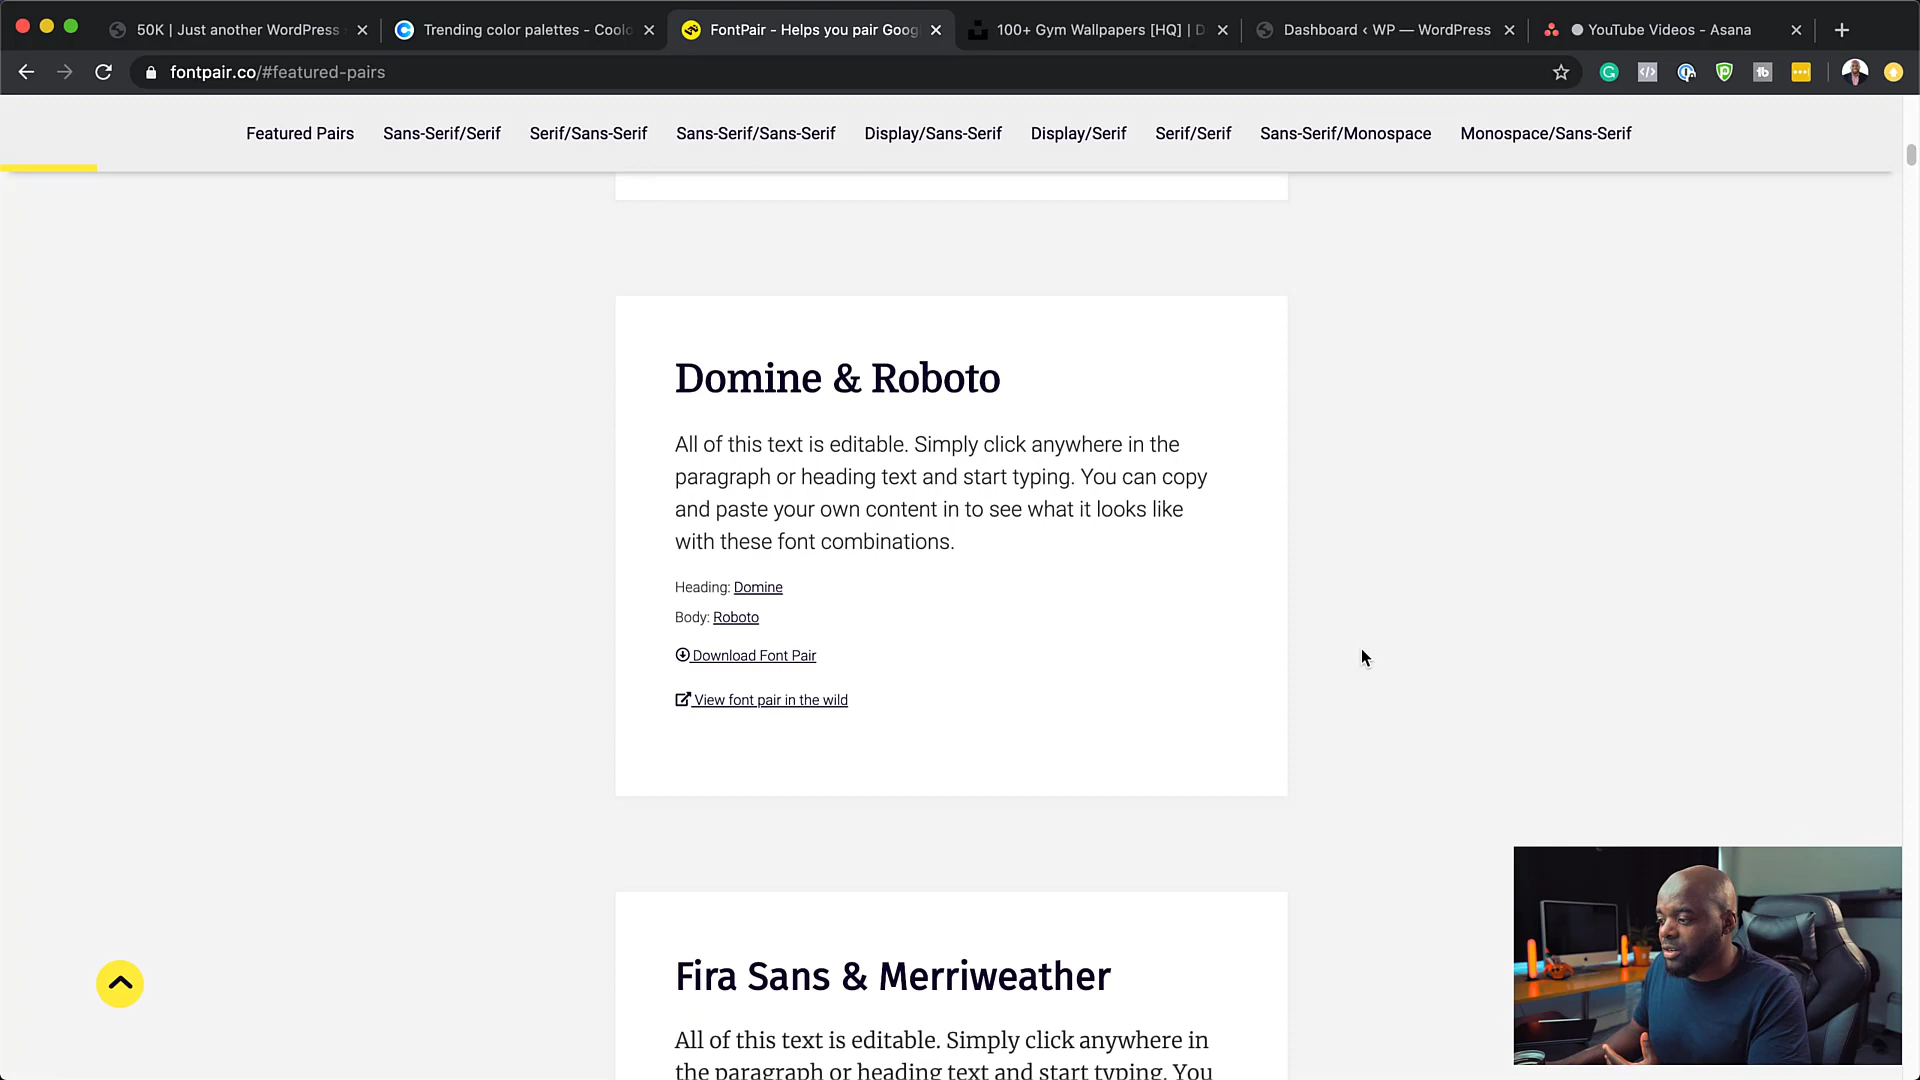 50K | Just another WordPress
Trending color palettes - Coolo
FontPair - Helps you pair Goog
100+ Gym Wallpapers [HQ] | D
Dashboard ‹ WP — WordPress
YouTube Videos - Asana
fontpair.co/#featured-pairs
Featured Pairs
Sans-Serif/Serif
Serif/Sans-Serif
Sans-Serif/Sans-Serif
Display/Sans-Serif
Display/Serif
Serif/Serif
Sans-Serif/Monospace
Monospace/Sans-Serif
Domine & Roboto
All of this text is editable. Simply click anywhere in the
paragraph or heading text and start typing. You can copy
and paste your own content in to see what it looks like
with these font combinations.
Heading: Domine
Body: Roboto
Download Font Pair
View font pair in the wild
Fira Sans & Merriweather
All of this text is editable. Simply click anywhere in
the paragraph or heading text and start typing. You